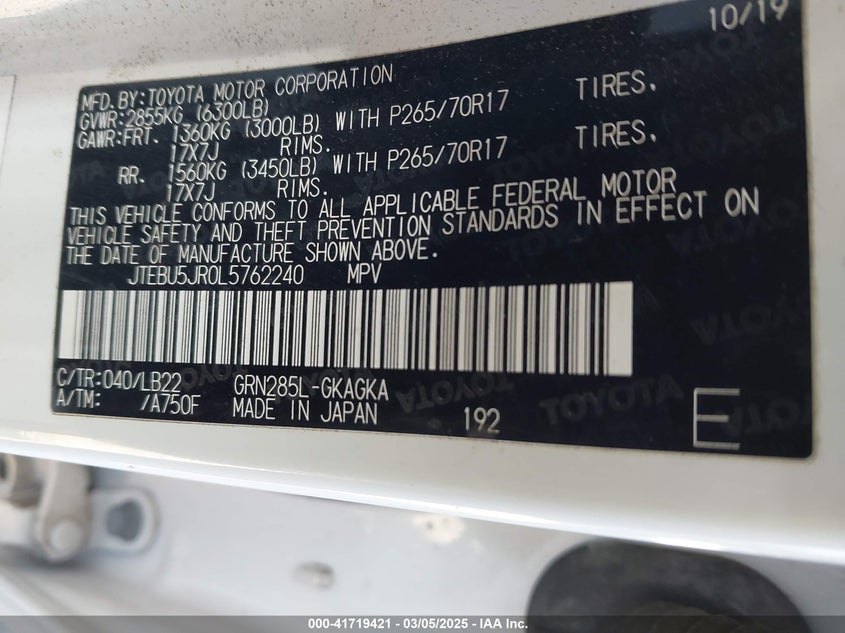 10/19
MFD. BY: TOYOTA MOTOR CORPORATION
GVWR: 2855KG (6300LB)
GAWR: FRT. 1360KG (3000LB) WITH P265/70R17 TIRES.
17X7J RIMS.
RR. 1560KG (3450LB) WITH P265/70R17 TIRES.
17X7J RIMS.
THIS VEHICLE CONFORMS TO ALL APPLICABLE FEDERAL MOTOR
VEHICLE SAFETY AND THEFT PREVENTION STANDARDS IN EFFECT ON
THE DATE OF MANUFACTURE SHOWN ABOVE.
JTEBU5JR0L5762240 MPV
C/TR: 040/LB22 GRN285L-GKAGKA
A/TM: /A750F MADE IN JAPAN 192 E
TOYOTA
000-41719421 - 03/05/2025 - IAA Inc.